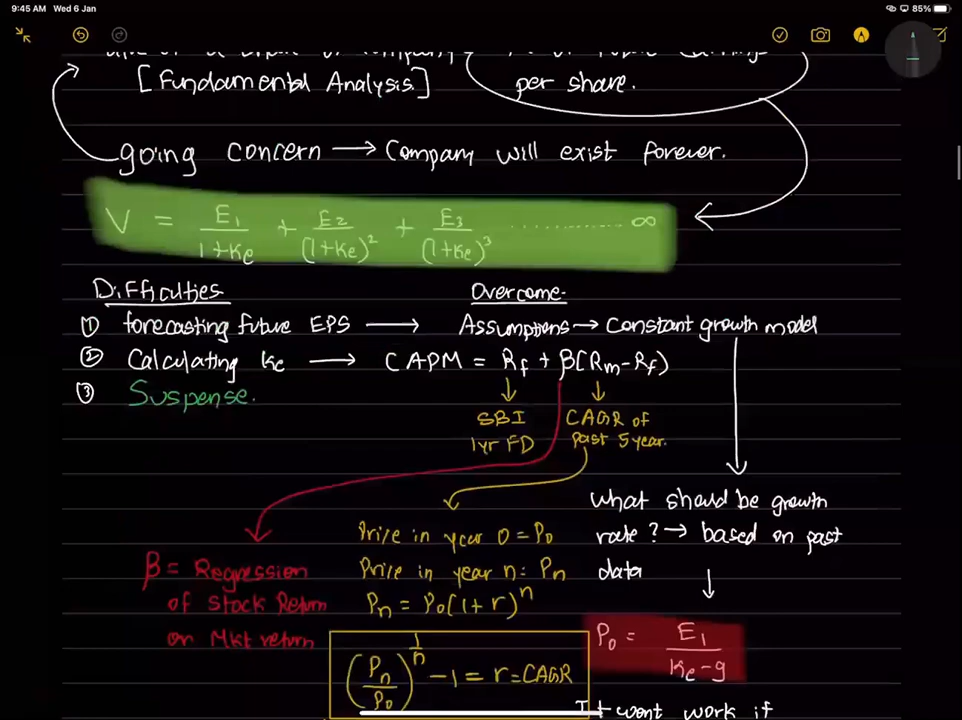 9:45 AM Wed 6 Jan
85%
[Fundamental Analysis]
per share.
going concern → Company will exist forever.
V = E1/(1+Ke) + E2/(1+Ke)^2 + E3/(1+Ke)^3 ............... ∞
Difficulties
Overcome
① forecasting future EPS → Assumptions → Constant growth model
② Calculating Ke → CAPM = Rf + β(Rm-Rf)
③ Suspense.
SBI
1yr FD
CAGR of
Past 5 year.
β = Regression
of Stock Return
on Mkt return
Price in year 0 = P0
Price in year n = Pn
Pn = P0(1+r)^n
(Pn/P0)^(1/n) - 1 = r = CAGR
What should be growth
rate? → based on past
data
P0 = E1/(Ke-g)
It wont work if